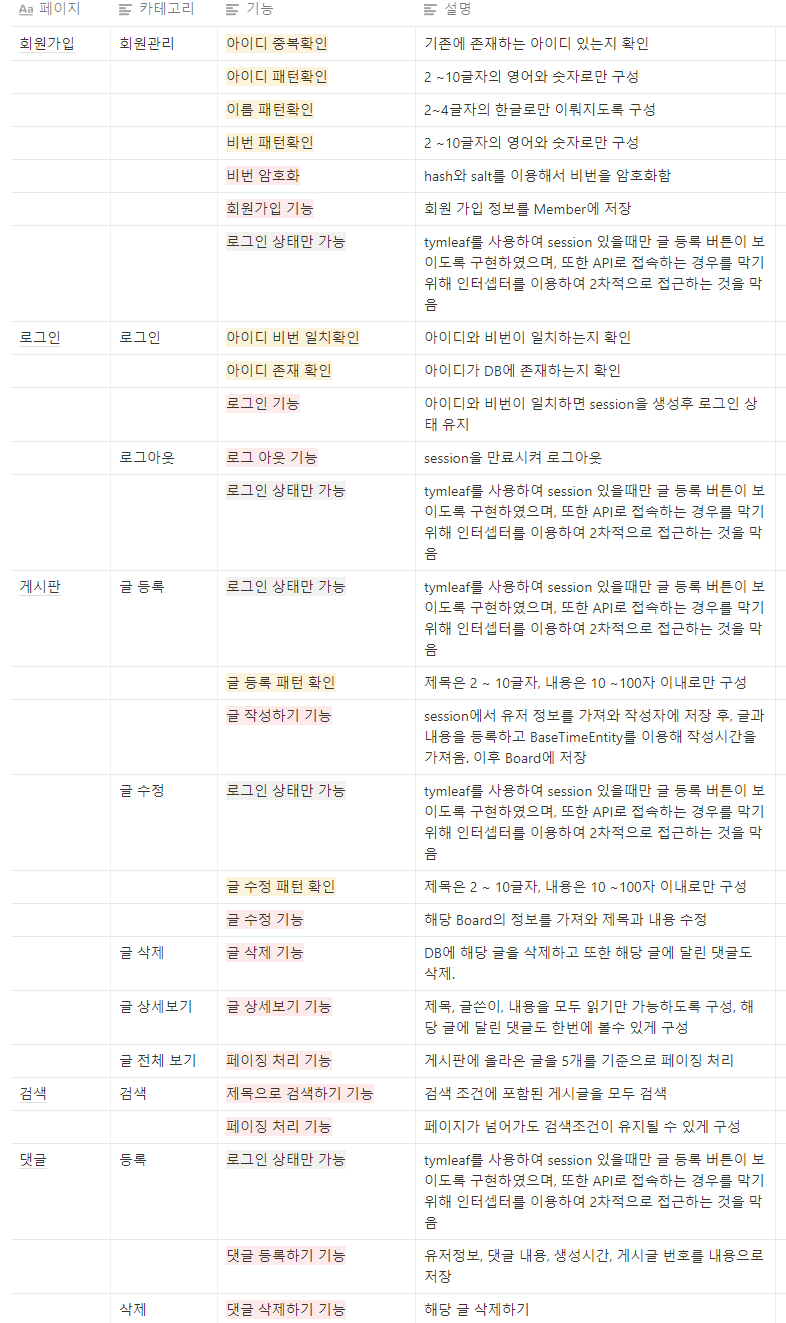 Aa 페이지 카테고리 기능 설명
회원가입 회원관리 아이디 중복확인 기존에 존재하는 아이디 있는지 확인
아이디 패턴확인 2 ~10글자의 영어와 숫자로만 구성
이름 패턴확인 2~4글자의 한글로만 이뤄지도록 구성
비번 패턴확인 2 ~10글자의 영어와 숫자로만 구성
비번 암호화 hash와 salt를 이용해서 비번을 암호화함
회원가입 기능 회원 가입 정보를 Member에 저장
로그인 상태만 가능 tymleaf를 사용하여 session 있을때만 글 등록 버튼이 보
이도록 구현하였으며, 또한 API로 접속하는 경우를 막기
위해 인터셉터를 이용하여 2차적으로 접근하는 것을 막
음
로그인 로그인 아이디 비번 일치확인 아이디와 비번이 일치하는지 확인
아이디 존재 확인 아이디가 DB에 존재하는지 확인
로그인 기능 아이디와 비번이 일치하면 session을 생성후 로그인 상
태 유지
로그아웃 로그 아웃 기능 session을 만료시켜 로그아웃
로그인 상태만 가능 tymleaf를 사용하여 session 있을때만 글 등록 버튼이 보
이도록 구현하였으며, 또한 API로 접속하는 경우를 막기
위해 인터셉터를 이용하여 2차적으로 접근하는 것을 막
음
게시판 글 등록 로그인 상태만 가능 tymleaf를 사용하여 session 있을때만 글 등록 버튼이 보
이도록 구현하였으며, 또한 API로 접속하는 경우를 막기
위해 인터셉터를 이용하여 2차적으로 접근하는 것을 막
음
글 등록 패턴 확인 제목은 2 ~ 10글자, 내용은 10 ~100자 이내로만 구성
글 작성하기 기능 session에서 유저 정보를 가져와 작성자에 저장 후, 글과
내용을 등록하고 BaseTimeEntity를 이용해 작성시간을
가져옴. 이후 Board에 저장
글 수정 로그인 상태만 가능 tymleaf를 사용하여 session 있을때만 글 등록 버튼이 보
이도록 구현하였으며, 또한 API로 접속하는 경우를 막기
위해 인터셉터를 이용하여 2차적으로 접근하는 것을 막
음
글 수정 패턴 확인 제목은 2 ~ 10글자, 내용은 10 ~100자 이내로만 구성
글 수정 기능 해당 Board의 정보를 가져와 제목과 내용 수정
글 삭제 글 삭제 기능 DB에 해당 글을 삭제하고 또한 해당 글에 달린 댓글도
삭제.
글 상세보기 글 상세보기 기능 제목, 글쓴이, 내용을 모두 읽기만 가능하도록 구성, 해
당 글에 달린 댓글도 한번에 볼수 있게 구성
글 전체 보기 페이징 처리 기능 게시판에 올라온 글을 5개를 기준으로 페이징 처리
검색 검색 제목으로 검색하기 기능 검색 조건에 포함된 게시글을 모두 검색
페이징 처리 기능 페이지가 넘어가도 검색조건이 유지될 수 있게 구성
댓글 등록 로그인 상태만 가능 tymleaf를 사용하여 session 있을때만 글 등록 버튼이 보
이도록 구현하였으며, 또한 API로 접속하는 경우를 막기
위해 인터셉터를 이용하여 2차적으로 접근하는 것을 막
음
댓글 등록하기 기능 유저정보, 댓글 내용, 생성시간, 게시글 번호를 내용으로
저장
삭제 댓글 삭제하기 기능 해당 글 삭제하기